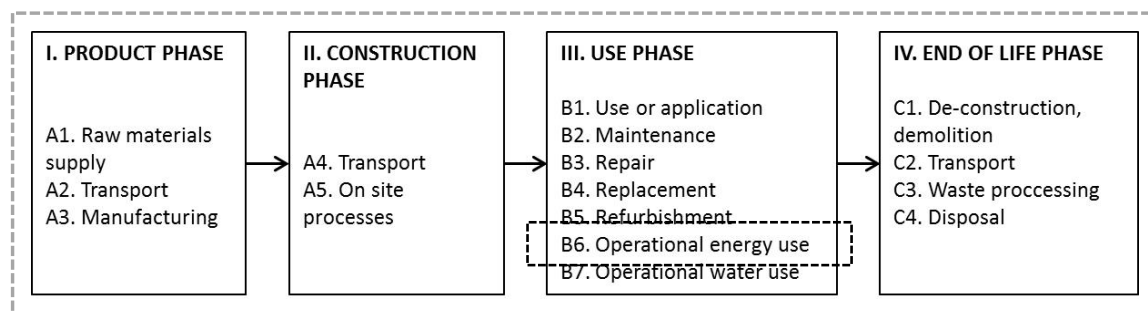 I. PRODUCT PHASE
A1. Raw materials
supply
A2. Transport
A3. Manufacturing
II. CONSTRUCTION
PHASE
A4. Transport
A5. On site
processes
III. USE PHASE
B1. Use or application
B2. Maintenance
B3. Repair
B4. Replacement
B5. Refurbishment
B6. Operational energy use
B7. Operational water use
IV. END OF LIFE PHASE
C1. De-construction,
demolition
C2. Transport
C3. Waste proccessing
C4. Disposal